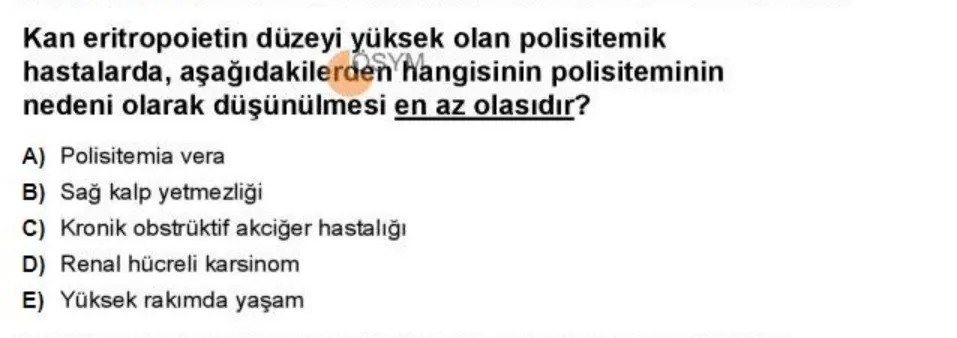 Kan eritropoietin düzeyi yüksek olan polisitemik
ÖSYM
hastalarda, aşağıdakilerden hangisinin polisiteminin
nedeni olarak düşünülmesi en az olasıdır?
A) Polisitemia vera
B) Sağ kalp yetmezliği
C) Kronik obstrüktif akciğer hastalığı
D) Renal hücreli karsinom
E) Yüksek rakımda yaşam